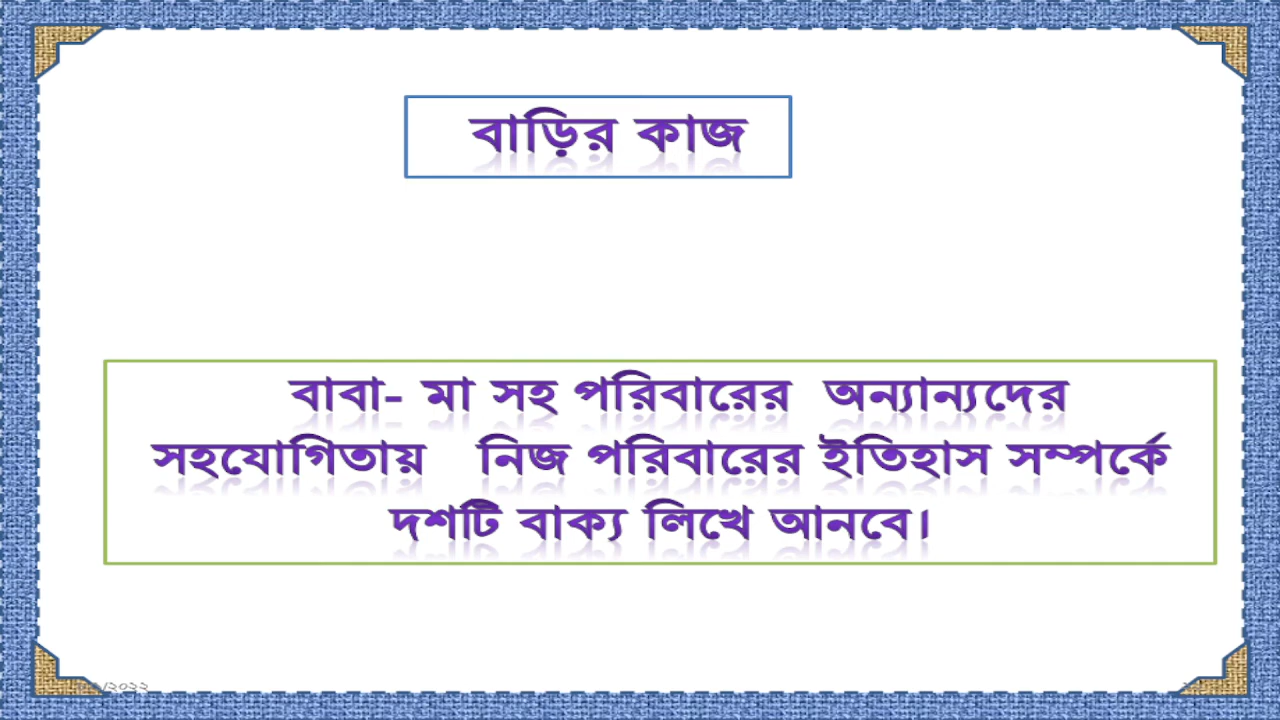 বাড়ির কাজ
বাবা- মা সহ পরিবারের অন্যান্যদের
সহযোগিতায় নিজ পরিবারের ইতিহাস সম্পর্কে
দশটি বাক্য লিখে আনবে।